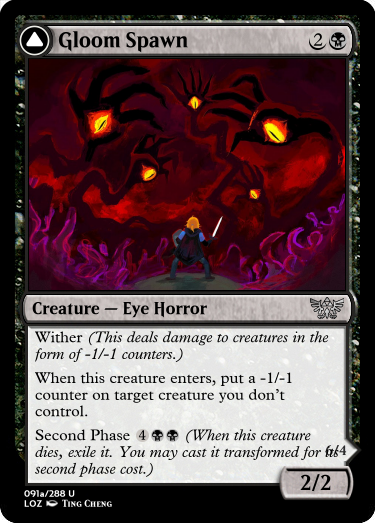 Gloom Spawn 2
Creature — Eye Horror
Wither (This deals damage to creatures in the
form of -1/-1 counters.)
When this creature enters, put a -1/-1
counter on target creature you don't
control.
Second Phase 4 (When this creature
dies, exile it. You may cast it transformed for its
second phase cost.)
6/4
2/2
091a/288 U
LOZ Ting Cheng